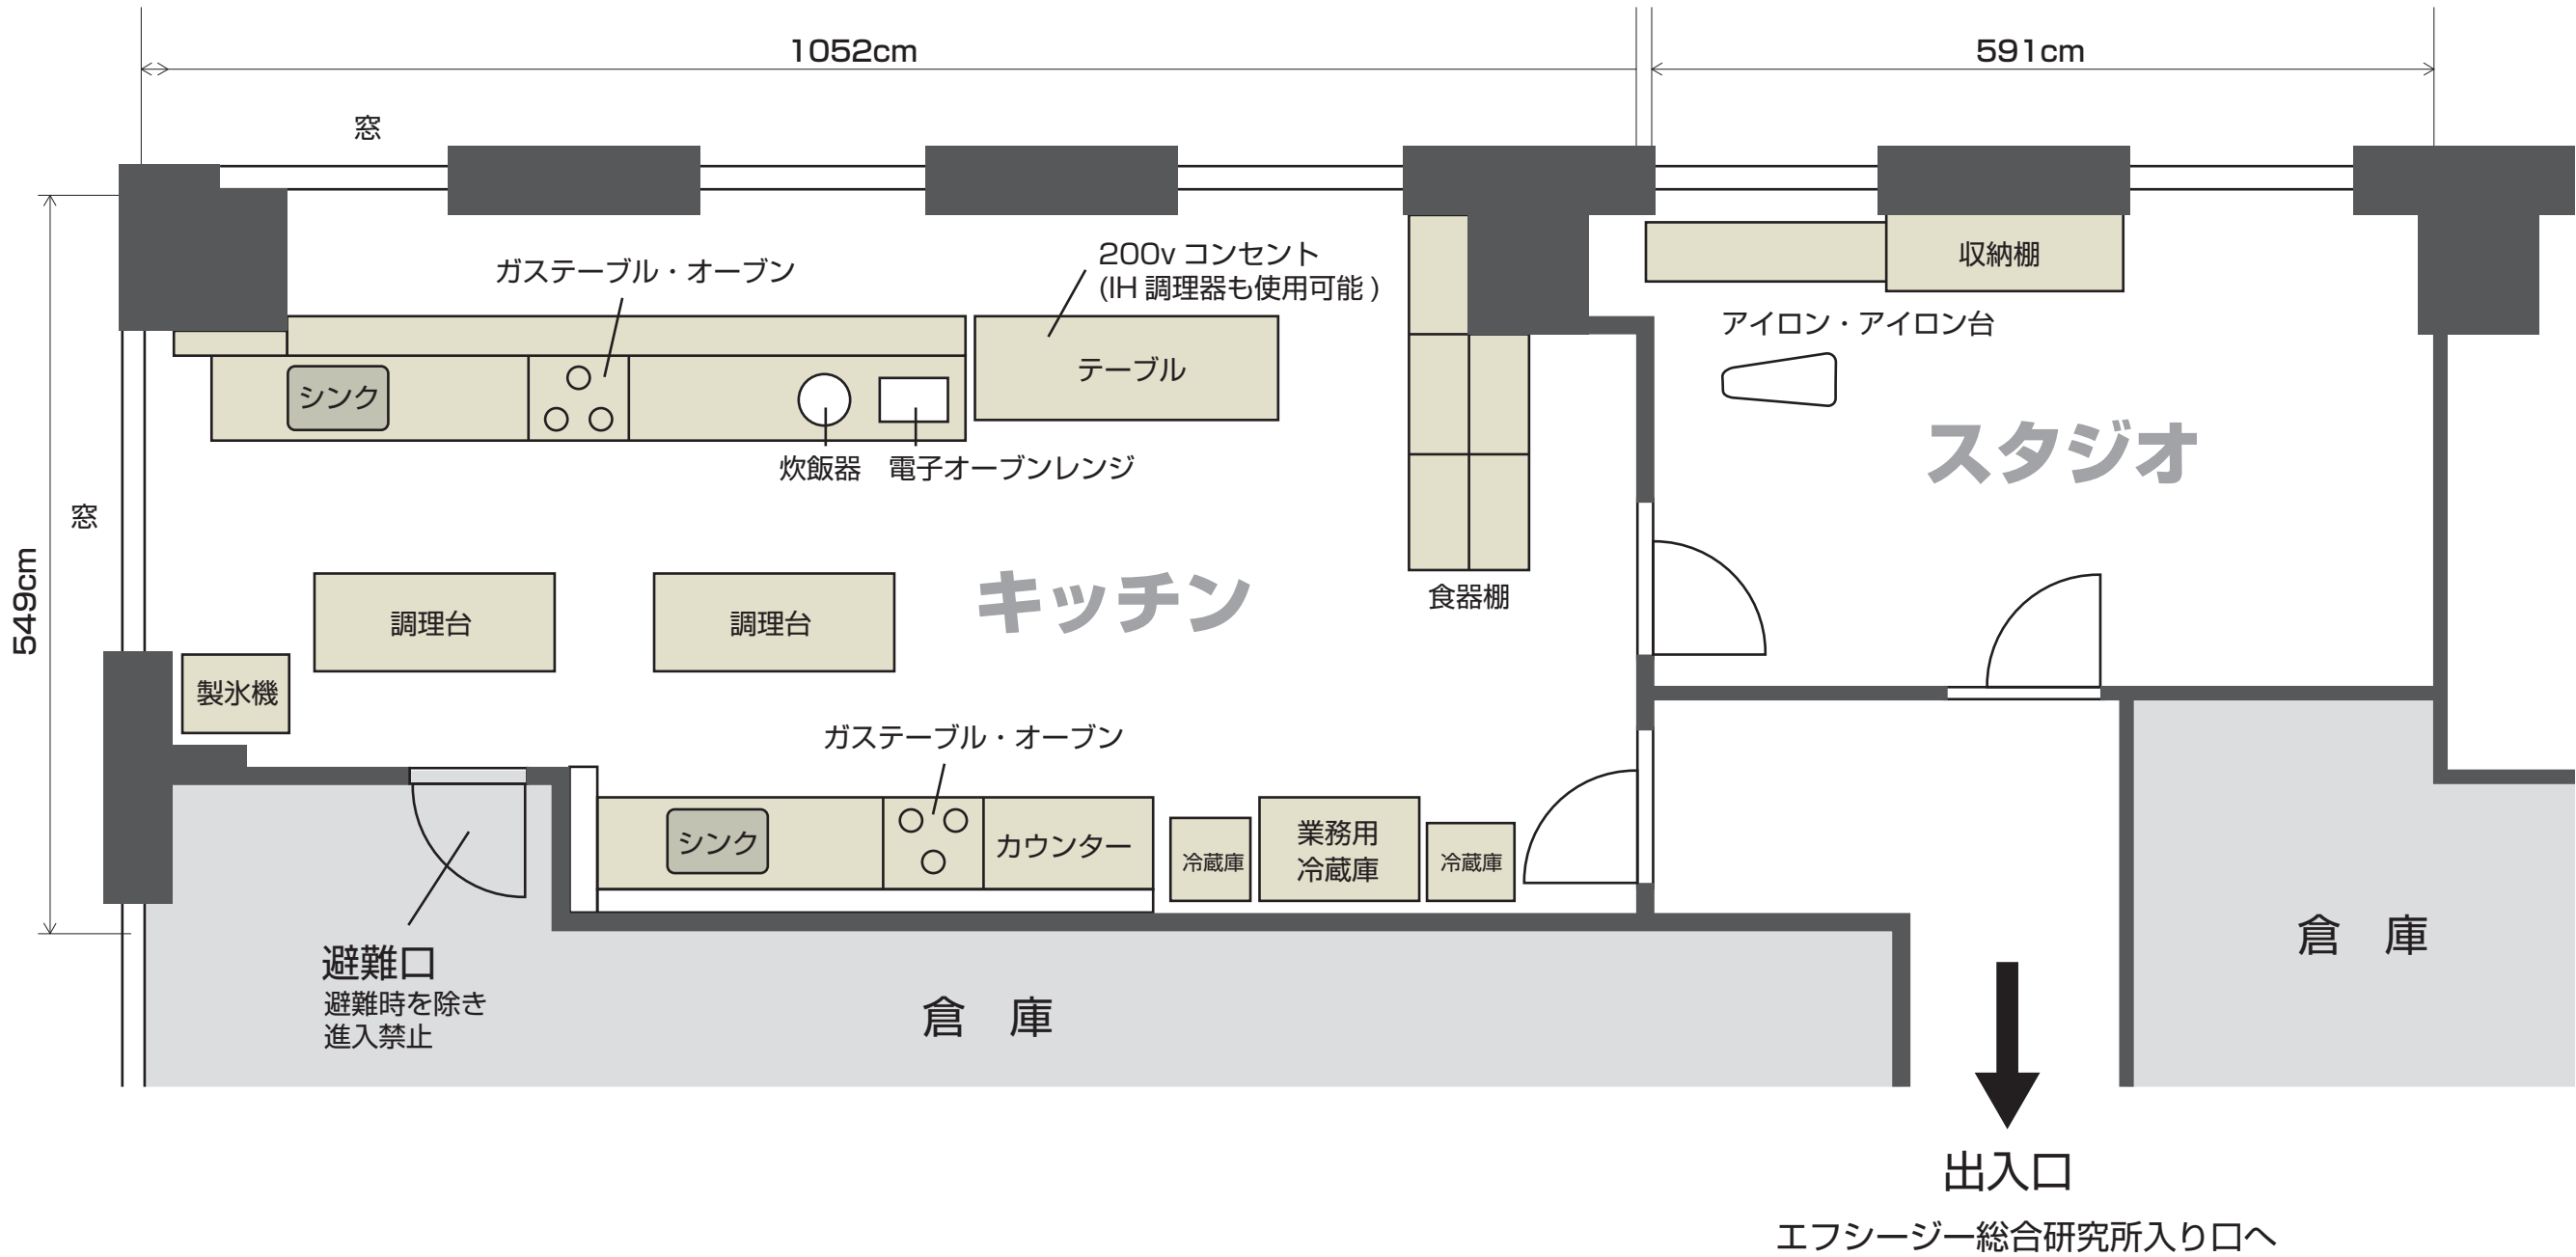 1052cm
591cm
窓
ガステーブル・オーブン
200v コンセント
(IH 調理器も使用可能 )
収納棚
アイロン・アイロン台
テーブル
シンク
炊飯器
電子オーブンレンジ
スタジオ
窓
549cm
キッチン
食器棚
調理台
調理台
製氷機
ガステーブル・オーブン
シンク
カウンター
冷蔵庫
業務用
冷蔵庫
冷蔵庫
避難口
避難時を除き
進入禁止
倉 庫
倉 庫
出入口
エフシージー総合研究所入り口へ